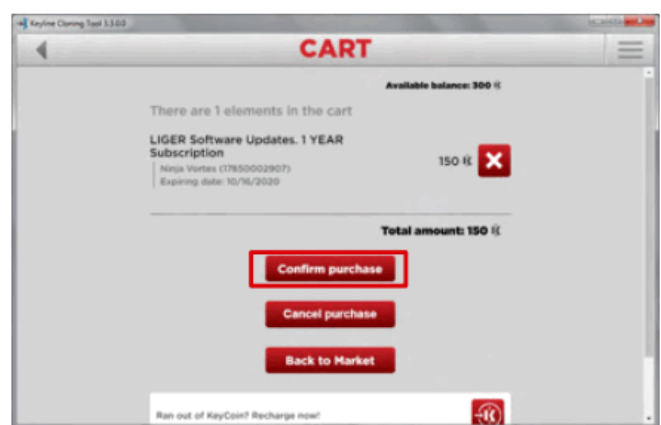 Keyline Cloning Tool 3.3.0.0
CART
Available balance: 300
There are 1 elements in the cart
LIGER Software Updates. 1 YEAR
Subscription
150
Ninja Vortex (17850002907)
Expiring date: 10/16/2020
Total amount: 150
Confirm purchase
Cancel purchase
Back to Market
Ran out of KeyCoin? Recharge now!